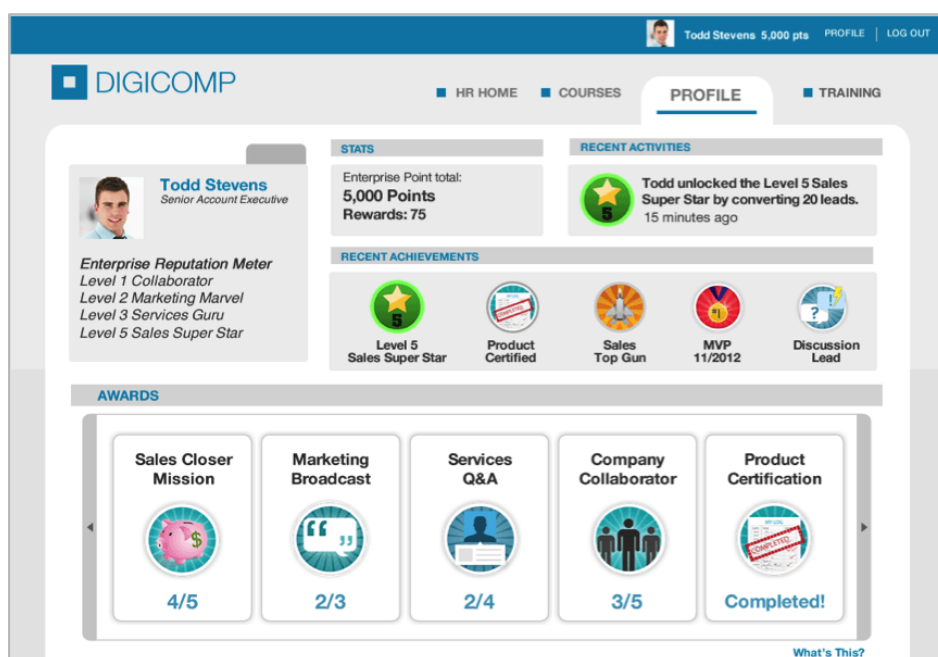 Todd Stevens 5,000 pts PROFILE LOG OUT
DIGICOMP
HR HOME COURSES PROFILE TRAINING
Todd Stevens
Senior Account Executive
Enterprise Reputation Meter
Level 1 Collaborator
Level 2 Marketing Marvel
Level 3 Services Guru
Level 5 Sales Super Star
STATS
Enterprise Point total:
5,000 Points
Rewards: 75
RECENT ACTIVITIES
5
Todd unlocked the Level 5 Sales
Super Star by converting 20 leads.
15 minutes ago
RECENT ACHIEVEMENTS
5
Level 5
Sales Super Star
COMPLETED
Product
Certified
Sales
Top Gun
#1
MVP
11/2012
?
!
Discussion
Lead
AWARDS
Sales Closer
Mission
$
4/5
Marketing
Broadcast
2/3
Services
Q&A
2/4
Company
Collaborator
3/5
Product
Certification
COMPLETED
Completed!
What's This?